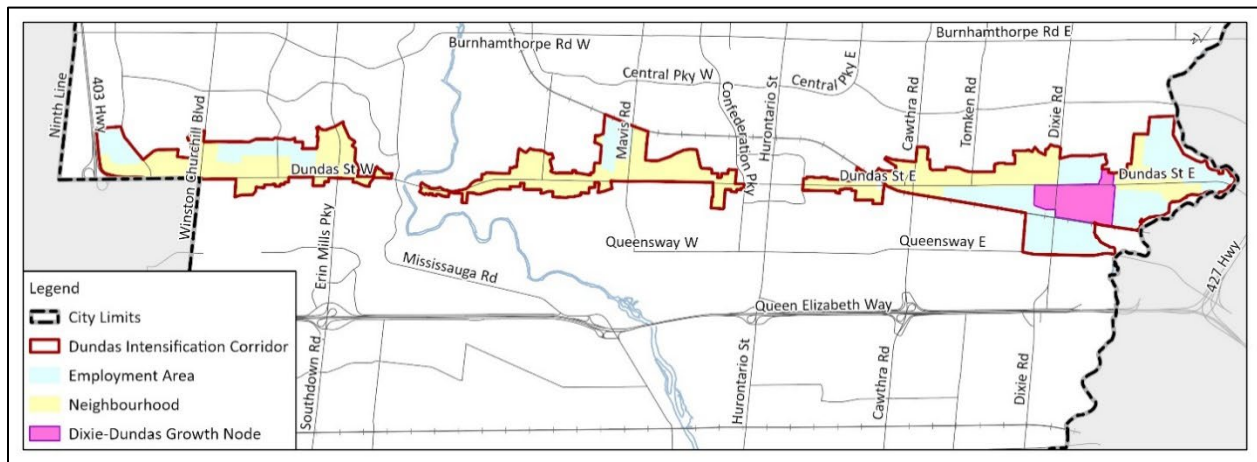 Burnhamthorpe Rd W
Burnhamthorpe Rd E
Central Pky W
Central Pky E
Ninth Line
403 Hwy
Winston Churchill Blvd
Mavis Rd
Confederation Pky
Hurontario St
Cawthra Rd
Tomken Rd
Dixie Rd
Dundas St W
Dundas St E
Dundas St E
Erin Mills Pky
Queensway W
Queensway E
Mississauga Rd
427 Hwy
Queen Elizabeth Way
Southdown Rd
Hurontario St
Cawthra Rd
Dixie Rd
Legend
City Limits
Dundas Intensification Corridor
Employment Area
Neighbourhood
Dixie-Dundas Growth Node